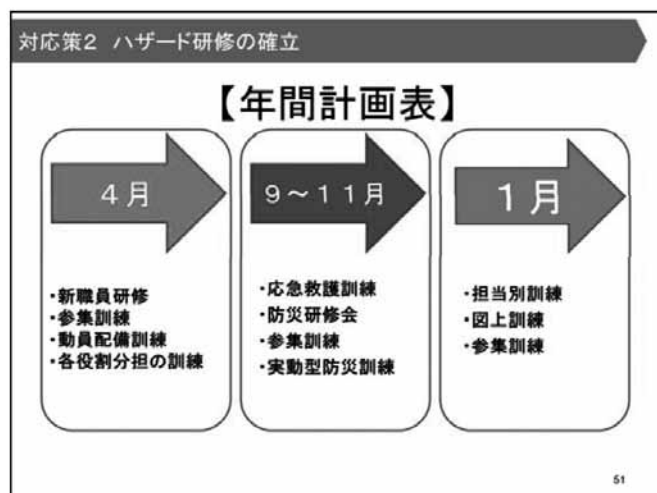 対応策2 ハザード研修の確立
【年間計画表】
4月
・新職員研修
・参集訓練
・動員配備訓練
・各役割分担の訓練
9~11月
・応急救護訓練
・防災研修会
・参集訓練
・実動型防災訓練
1月
・担当別訓練
・図上訓練
・参集訓練
51